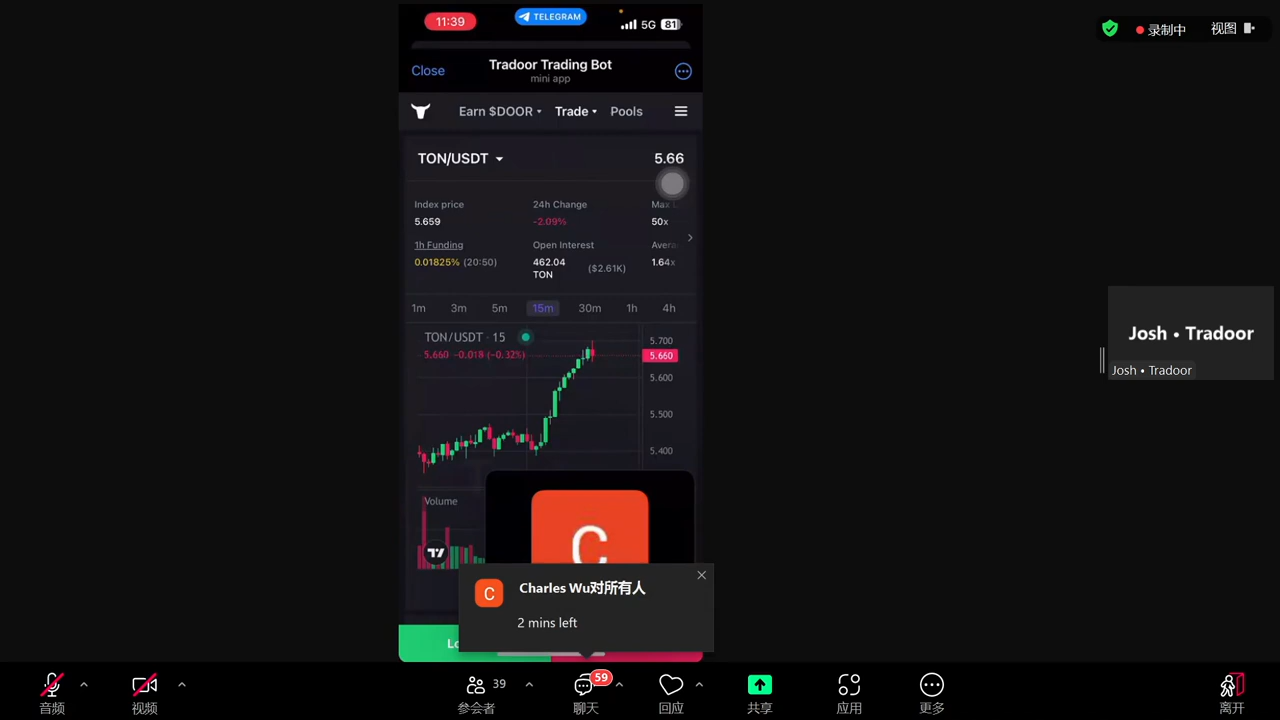 11:39
TELEGRAM
5G
81
录制中
视图
Close
Tradoor Trading Bot
mini app
Earn $DOOR
Trade
Pools
TON/USDT
5.66
Index price
24h Change
Max
5.659
-2.09%
50x
1h Funding
Open Interest
0.01825% (20:50)
462.04
TON
($2.61K)
1.64x
1m
3m
5m
15m
30m
1h
4h
TON/USDT · 15
5.660 -0.018 (-0.32%)
5.700
5.660
5.600
5.500
5.400
Volume
C
C
Charles Wu对所有人
2 mins left
Josh • Tradoor
Josh • Tradoor
音频
视频
39
参会者
59
聊天
回应
共享
应用
更多
离开